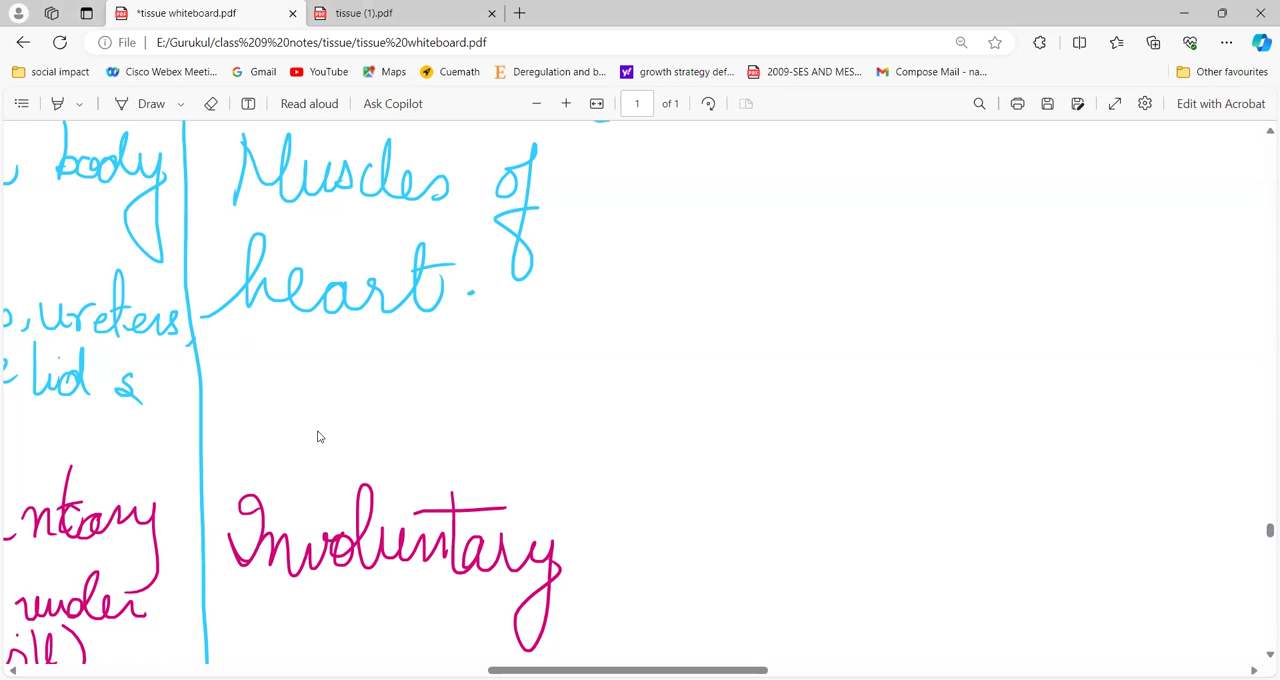 *tissue whiteboard.pdf
tissue (1).pdf
File
E:/Gurukul/class%209%20notes/tissue/tissue%20whiteboard.pdf
social impact
Cisco Webex Meeti...
Gmail
YouTube
Maps
Cuemath
Deregulation and b...
growth strategy def...
2009-SES AND MES...
Compose Mail - na...
Other favourites
Draw
Read aloud
Ask Copilot
1
of 1
Edit with Acrobat
, body
Muscles of
heart.
, ureters,
lid s
ntary
Involuntary
under